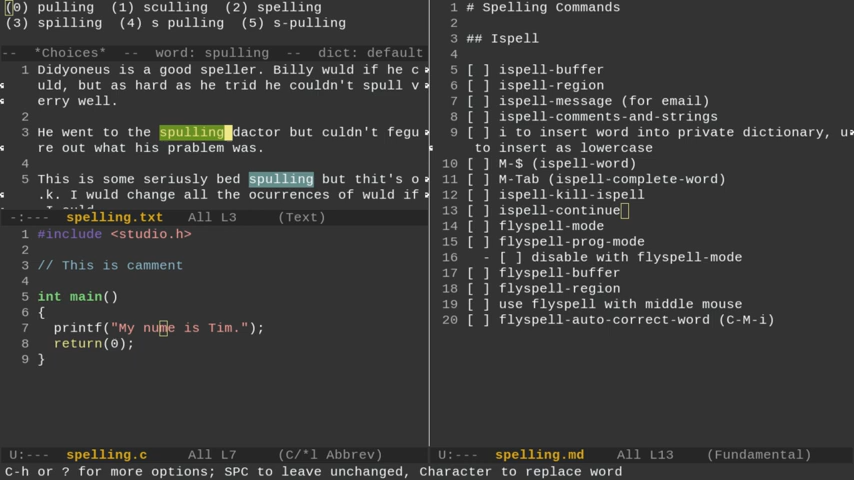 (0) pulling (1) sculling (2) spelling
(3) spilling (4) s pulling (5) s-pulling
-- *Choices* -- word: spulling -- dict: default
1 Didyoneus is a good speller. Billy wuld if he c
uld, but as hard as he trid he couldn't spull v
erry well.
2
3 He went to the spulling dactor but culdn't fegu
re out what his prablem was.
4
5 This is some seriusly bed spulling but thit's o
.k. I wuld change all the ocurrences of wuld if
-:--- spelling.txt All L3 (Text)
1 #include <studio.h>
2
3 // This is camment
4
5 int main()
6 {
7 printf("My nume is Tim.");
8 return(0);
9 }
U:--- spelling.c All L7 (C/*l Abbrev)
1 # Spelling Commands
2
3 ## Ispell
4
5 [ ] ispell-buffer
6 [ ] ispell-region
7 [ ] ispell-message (for email)
8 [ ] ispell-comments-and-strings
9 [ ] i to insert word into private dictionary, u
to insert as lowercase
10 [ ] M-$ (ispell-word)
11 [ ] M-Tab (ispell-complete-word)
12 [ ] ispell-kill-ispell
13 [ ] ispell-continue
14 [ ] flyspell-mode
15 [ ] flyspell-prog-mode
16 - [ ] disable with flyspell-mode
17 [ ] flyspell-buffer
18 [ ] flyspell-region
19 [ ] use flyspell with middle mouse
20 [ ] flyspell-auto-correct-word (C-M-i)
U:--- spelling.md All L13 (Fundamental)
C-h or ? for more options; SPC to leave unchanged, Character to replace word